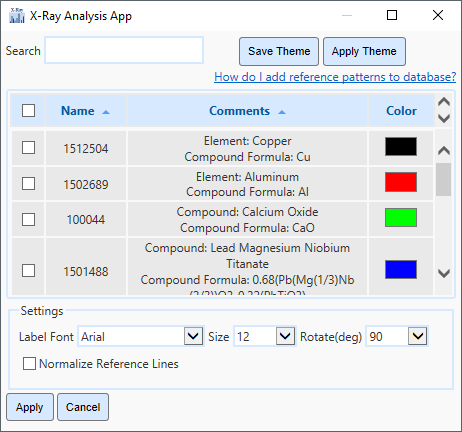 X-Ray Analysis App
Search
Save Theme
Apply Theme
How do I add reference patterns to database?
Name
Comments
Color
1512504
Element: Copper
Compound Formula: Cu
1502689
Element: Aluminum
Compound Formula: Al
100044
Compound: Calcium Oxide
Compound Formula: CaO
1501488
Compound: Lead Magnesium Niobium
Titanate
Compound Formula: 0.68(Pb(Mg(1/3)Nb
Settings
Label Font
Arial
Size
12
Rotate(deg)
90
Normalize Reference Lines
Apply
Cancel